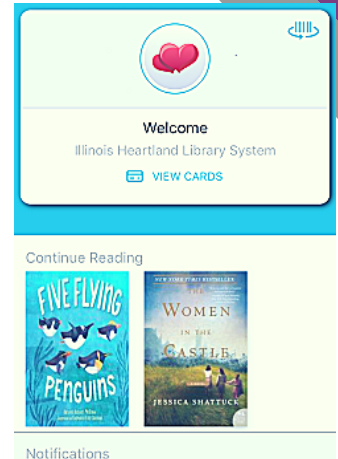 Welcome
Illinois Heartland Library System
VIEW CARDS
Continue Reading
FIVE FLYING
PENGUINS
NEW YORK TIMES BESTSELLER
THE
WOMEN
IN THE
CASTLE
JESSICA SHATTUCK
Notifications